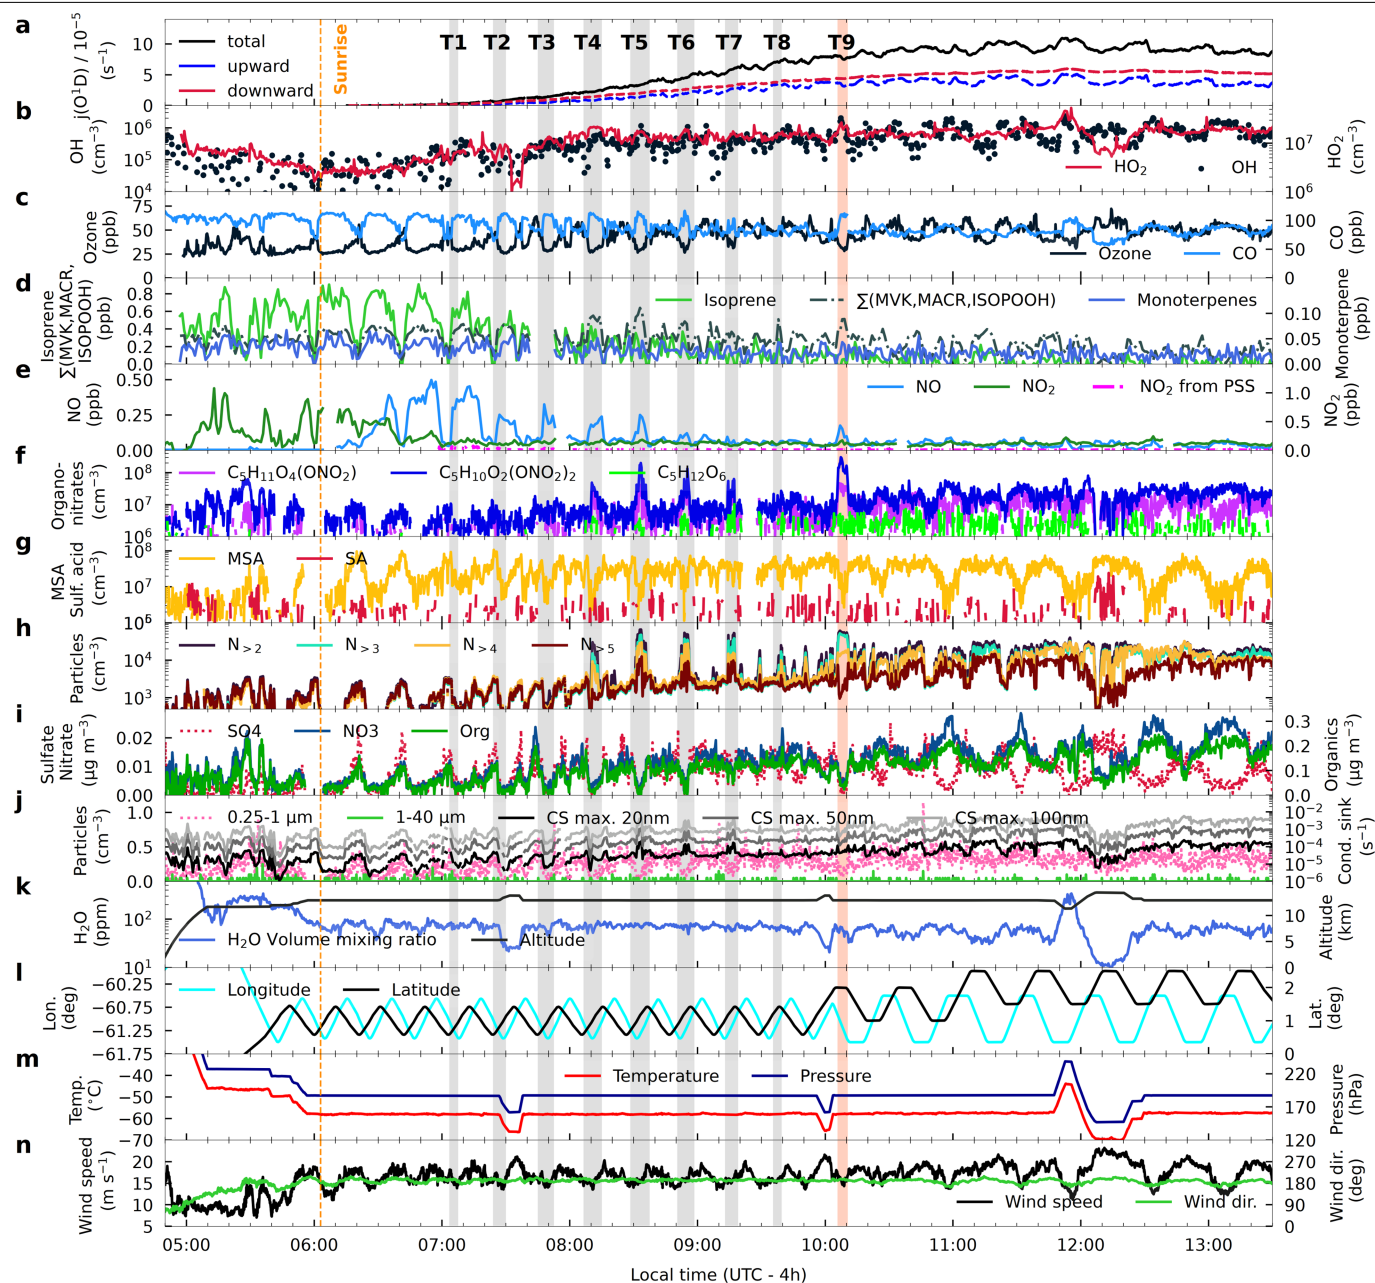 a
j(O¹D) / 10⁻⁵
(s⁻¹)
10
5
0
total
upward
downward
Sunrise
T1 T2 T3 T4 T5 T6 T7 T8 T9
b
OH
(cm⁻³)
10⁶
10⁵
10⁴
HO₂
OH
10⁷
10⁶
HO₂
(cm⁻³)
c
Ozone
(ppb)
75
50
25
0
Ozone
CO
100
50
0
CO
(ppb)
d
Isoprene
Σ(MVK,MACR,
ISOPOOH)
(ppb)
0.8
0.6
0.4
0.2
0.0
Isoprene
Σ(MVK,MACR,ISOPOOH)
Monoterpenes
0.10
0.05
0.00
Monoterpene
(ppb)
e
NO
(ppb)
0.50
0.25
0.00
NO
NO₂
NO₂ from PSS
1.0
0.5
0.0
NO₂
(ppb)
f
Organo-
nitrates
(cm⁻³)
10⁸
10⁷
10⁶
C₅H₁₁O₄(ONO₂)
C₅H₁₀O₂(ONO₂)₂
C₅H₁₂O₆
g
MSA
Sulf. acid
(cm⁻³)
10⁸
10⁷
10⁶
MSA
SA
h
Particles
(cm⁻³)
10⁴
10³
N>2
N>3
N>4
N>5
i
Sulfate
Nitrate
(µg m⁻³)
0.02
0.01
0.00
SO4
NO3
Org
0.3
0.2
0.1
0.0
Organics
(µg m⁻³)
j
Particles
(cm⁻³)
1.0
0.5
0.0
0.25-1 µm
1-40 µm
CS max. 20nm
CS max. 50nm
CS max. 100nm
10⁻²
10⁻³
10⁻⁴
10⁻⁵
10⁻⁶
Cond. sink
(s⁻¹)
k
H₂O
(ppm)
10²
10¹
H₂O Volume mixing ratio
Altitude
10
5
0
Altitude
(km)
l
Lon.
(deg)
−60.25
−60.75
−61.25
−61.75
Longitude
Latitude
2
1
0
Lat.
(deg)
m
Temp.
(°C)
−40
−50
−60
−70
Temperature
Pressure
220
170
120
Pressure
(hPa)
n
Wind speed
(m s⁻¹)
20
15
10
5
Wind speed
Wind dir.
270
180
90
0
Wind dir.
(deg)
05:00 06:00 07:00 08:00 09:00 10:00 11:00 12:00 13:00
Local time (UTC - 4h)